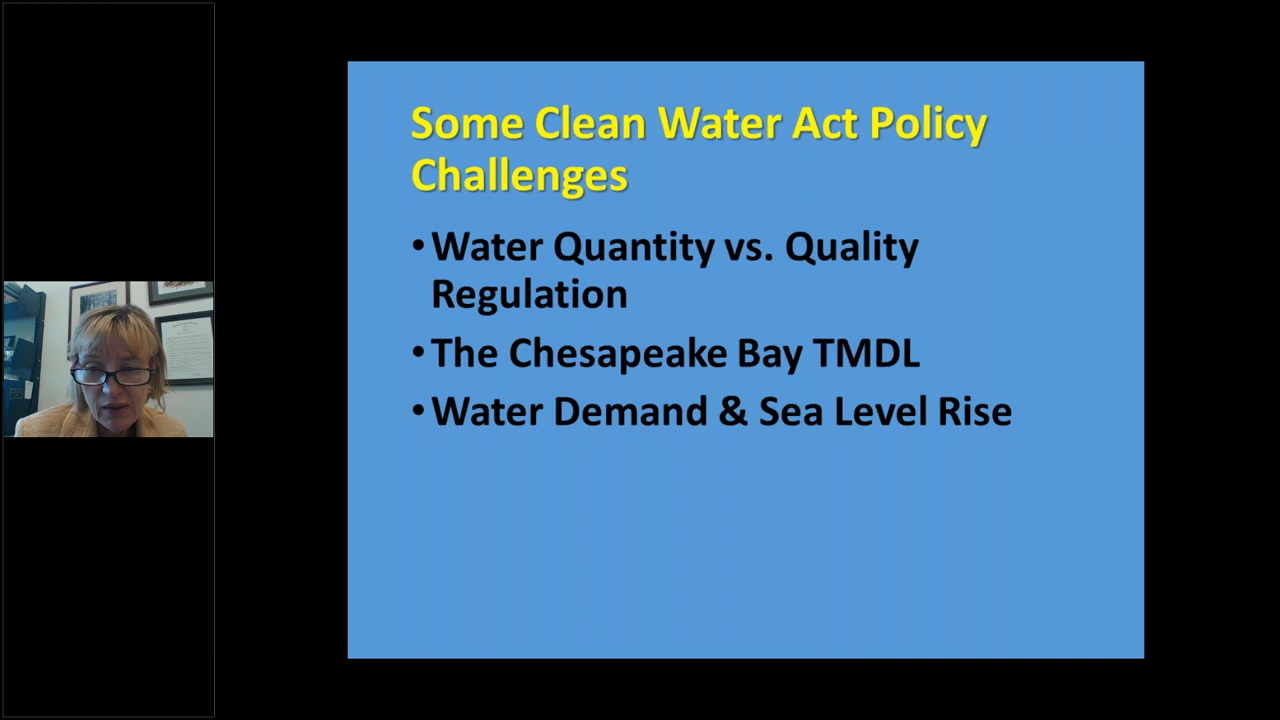 Some Clean Water Act Policy
Challenges
•Water Quantity vs. Quality
Regulation
•The Chesapeake Bay TMDL
•Water Demand & Sea Level Rise